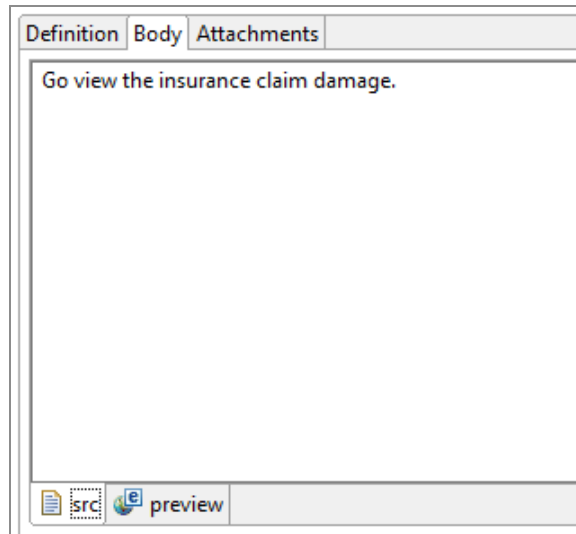 Definition Body Attachments
Go view the insurance claim damage.
src preview